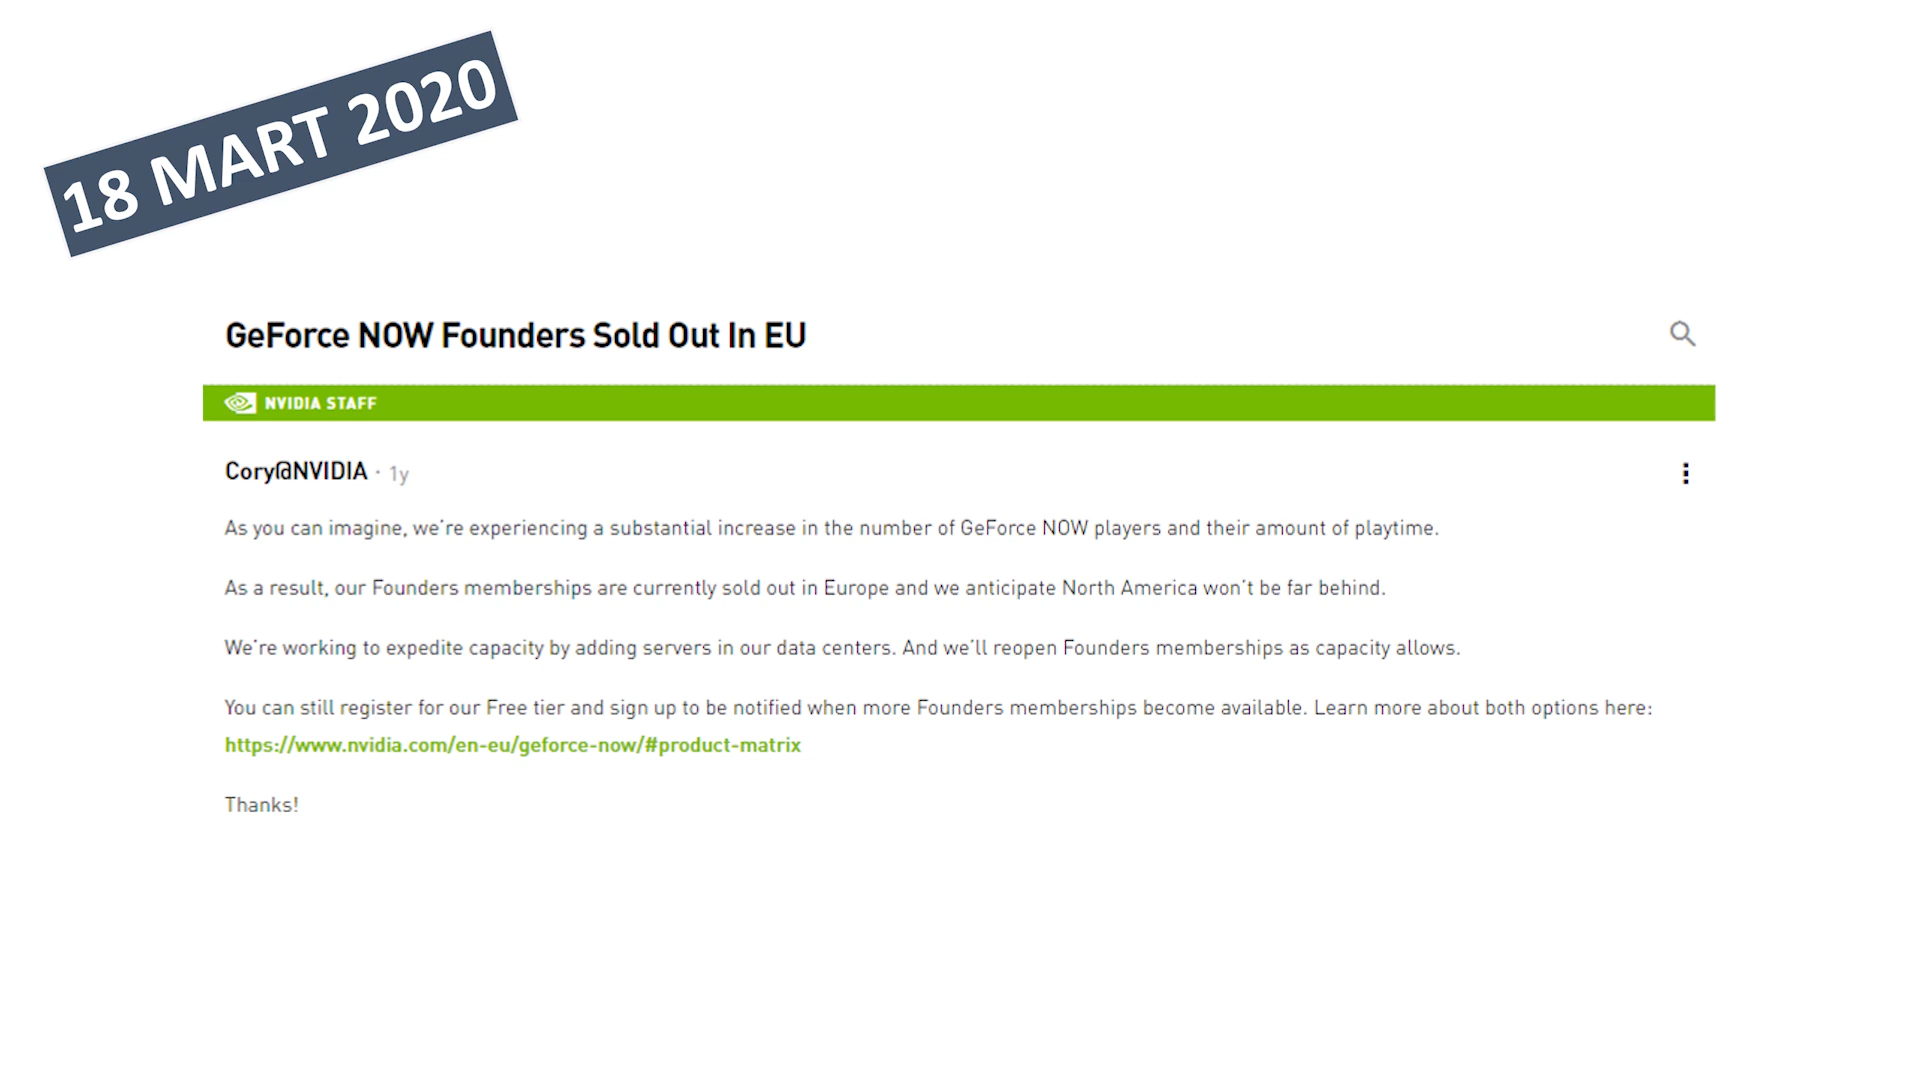 18 MART 2020
GeForce NOW Founders Sold Out In EU
NVIDIA STAFF
Cory@NVIDIA · 1y
As you can imagine, we're experiencing a substantial increase in the number of GeForce NOW players and their amount of playtime.
As a result, our Founders memberships are currently sold out in Europe and we anticipate North America won't be far behind.
We're working to expedite capacity by adding servers in our data centers. And we'll reopen Founders memberships as capacity allows.
You can still register for our Free tier and sign up to be notified when more Founders memberships become available. Learn more about both options here:
https://www.nvidia.com/en-eu/geforce-now/#product-matrix
Thanks!